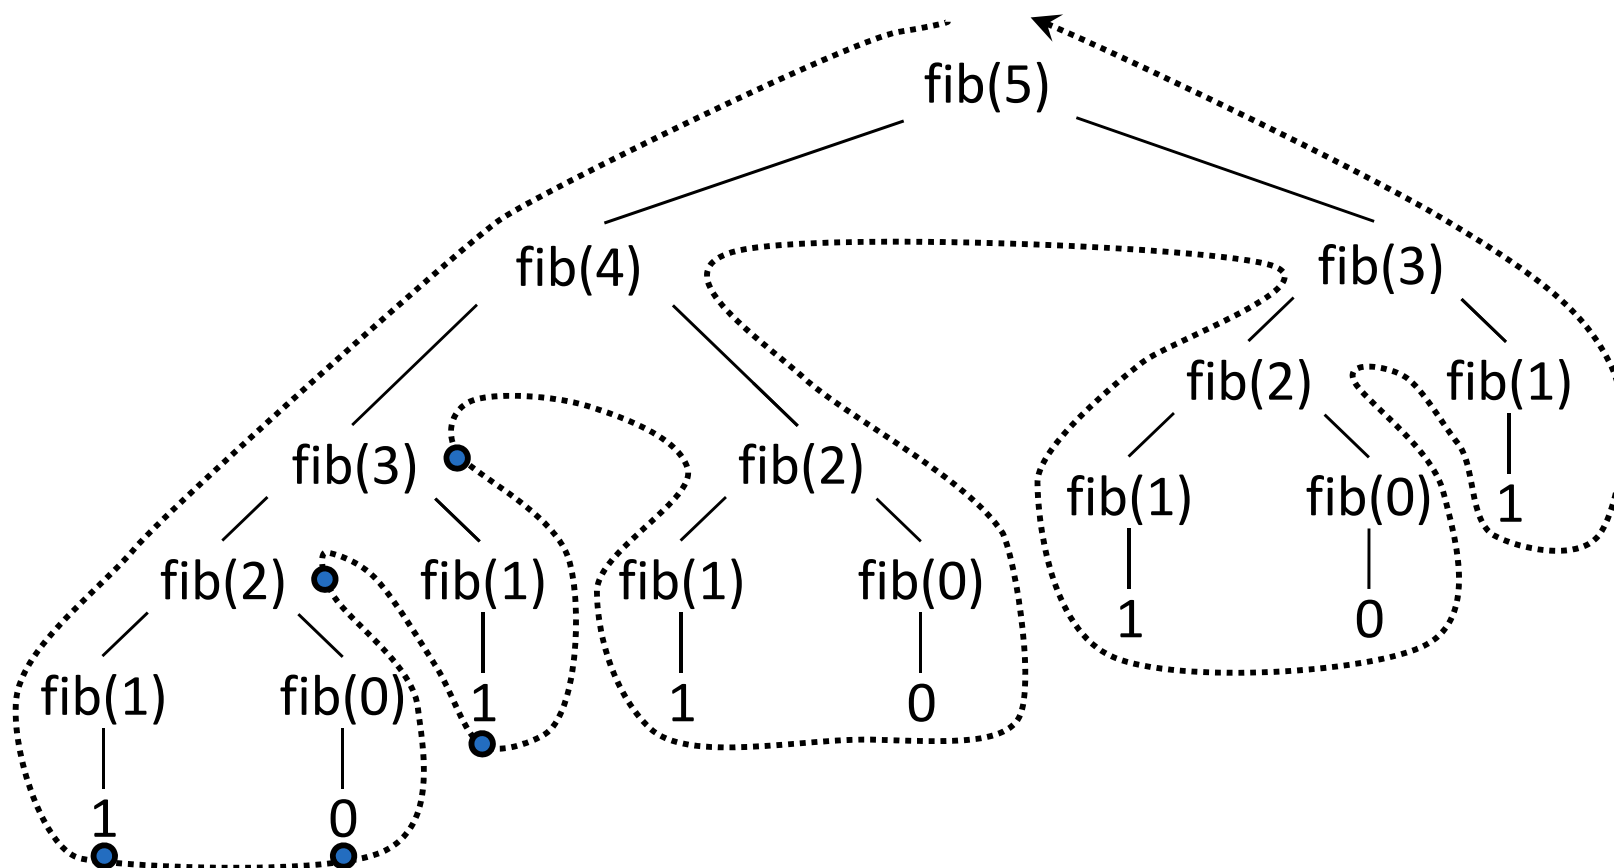 fib(5)
fib(4) fib(3)
fib(2) fib(1)
fib(3) fib(2)
fib(1) fib(0) 1
fib(2) fib(1) fib(1) fib(0)
1 0
fib(1) fib(0) 1 1 0
1 0